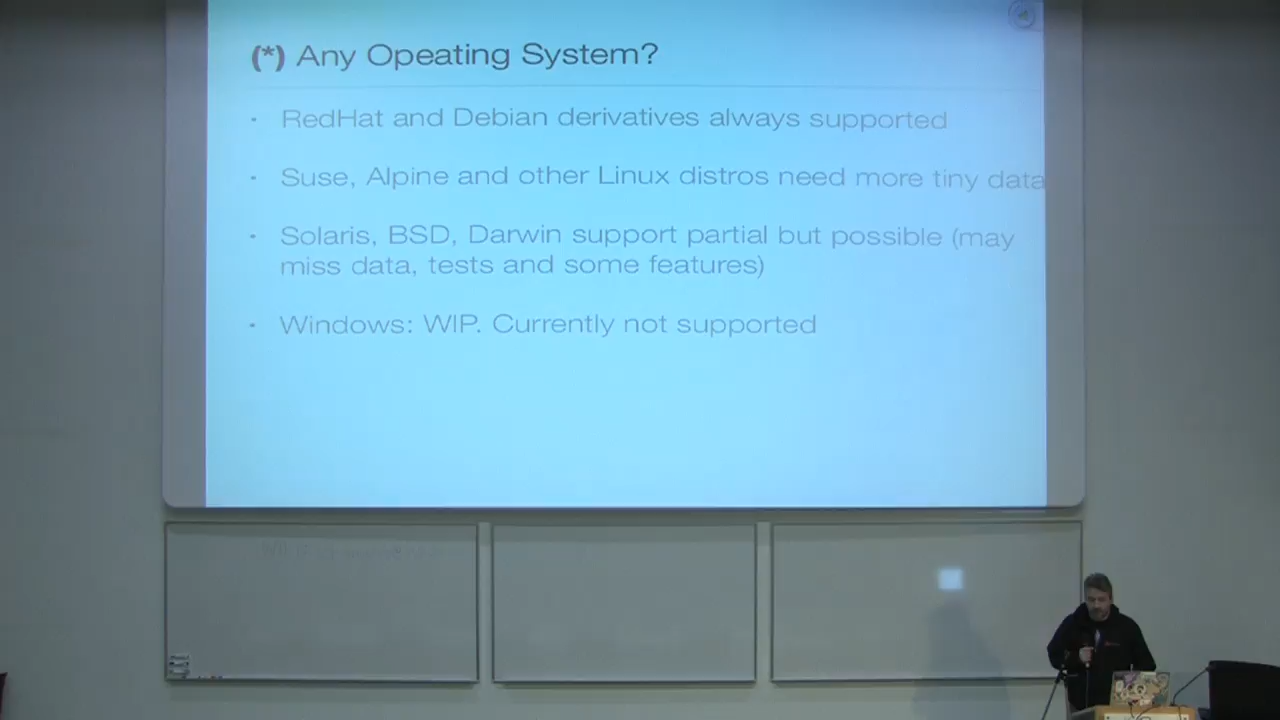 (*) Any Opeating System?
· RedHat and Debian derivatives always supported
· Suse, Alpine and other Linux distros need more tiny data
· Solaris, BSD, Darwin support partial but possible (may
miss data, tests and some features)
· Windows: WIP. Currently not supported